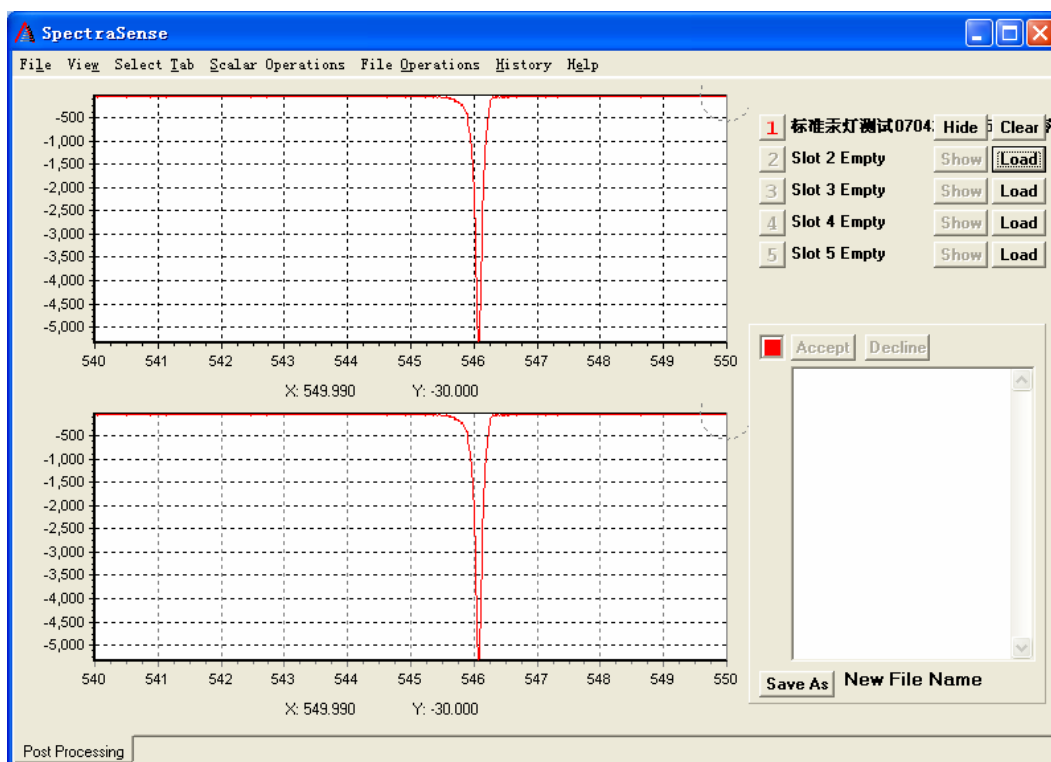 SpectraSense
File View Select Tab Scalar Operations File Operations History Help
-500
-1,000
-1,500
-2,000
-2,500
-3,000
-3,500
-4,000
-4,500
-5,000
540 541 542 543 544 545 546 547 548 549 550
X: 549.990 Y: -30.000
-500
-1,000
-1,500
-2,000
-2,500
-3,000
-3,500
-4,000
-4,500
-5,000
540 541 542 543 544 545 546 547 548 549 550
X: 549.990 Y: -30.000
1 标准汞灯测试0704 Hide Clear
2 Slot 2 Empty Show Load
3 Slot 3 Empty Show Load
4 Slot 4 Empty Show Load
5 Slot 5 Empty Show Load
Accept Decline
Save As New File Name
Post Processing